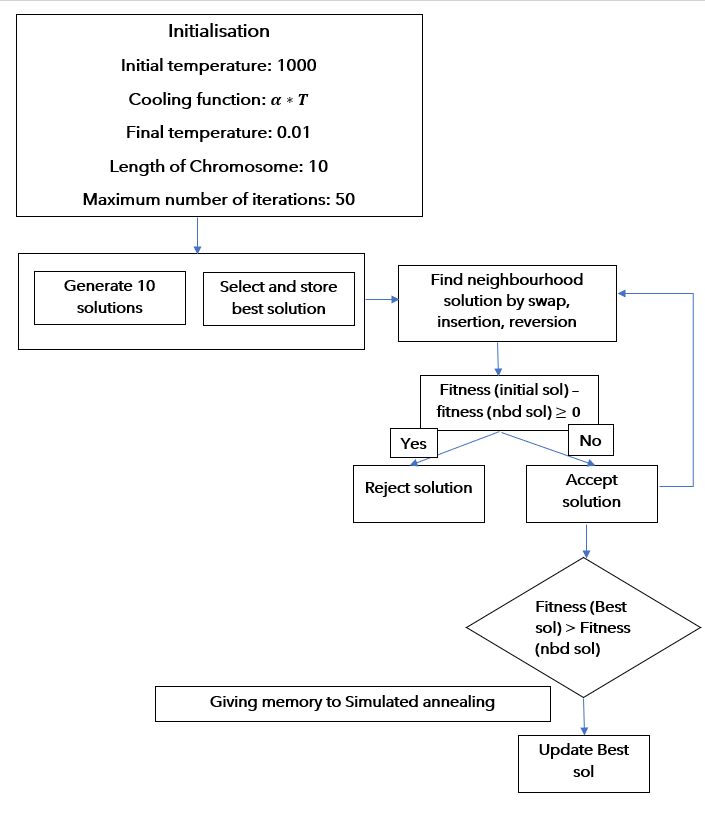 Initialisation
Initial temperature: 1000
Cooling function: α * T
Final temperature: 0.01
Length of Chromosome: 10
Maximum number of iterations: 50
Generate 10
solutions
Select and store
best solution
Find neighbourhood
solution by swap,
insertion, reversion
Fitness (initial sol) –
fitness (nbd sol) ≥ 0
Yes
No
Reject solution
Accept
solution
Fitness (Best
sol) > Fitness
(nbd sol)
Giving memory to Simulated annealing
Update Best
sol